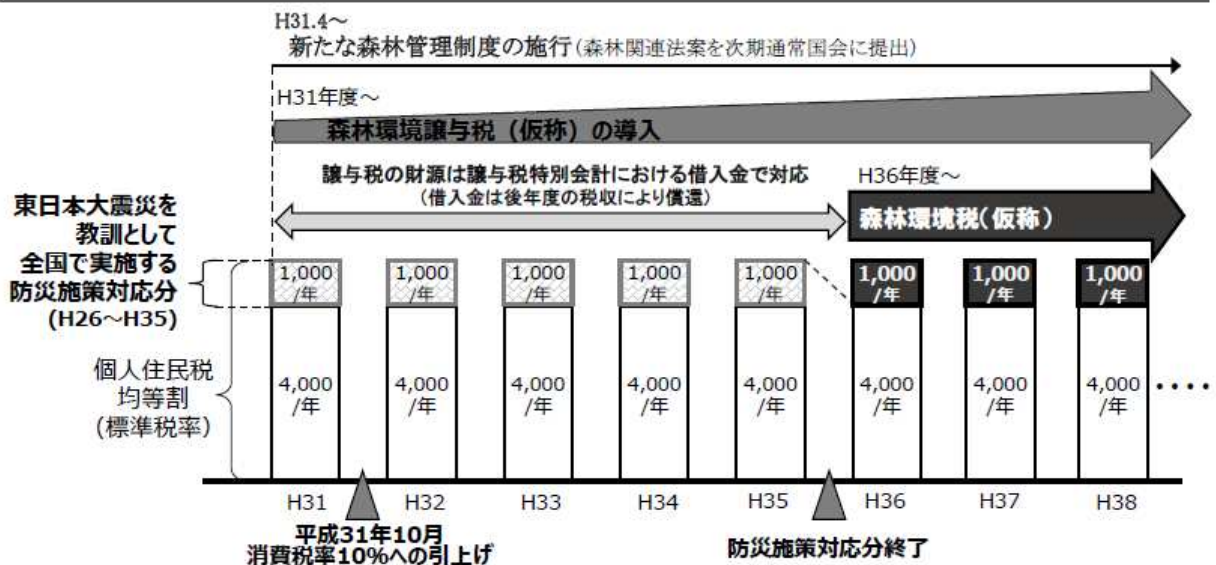 H31.4～
新たな森林管理制度の施行(森林関連法案を次期通常国会に提出)
H31年度～
森林環境譲与税（仮称）の導入
譲与税の財源は譲与税特別会計における借入金で対応
（借入金は後年度の税収により償還）
H36年度～
森林環境税(仮称)
東日本大震災を
教訓として
全国で実施する
防災施策対応分
(H26～H35)
1,000
/年
1,000
/年
1,000
/年
1,000
/年
1,000
/年
1,000
/年
1,000
/年
1,000
/年
個人住民税
均等割
(標準税率)
4,000
/年
4,000
/年
4,000
/年
4,000
/年
4,000
/年
4,000
/年
4,000
/年
4,000
/年
・・・・
H31
H32
H33
H34
H35
H36
H37
H38
平成31年10月
消費税率10%への引上げ
防災施策対応分終了